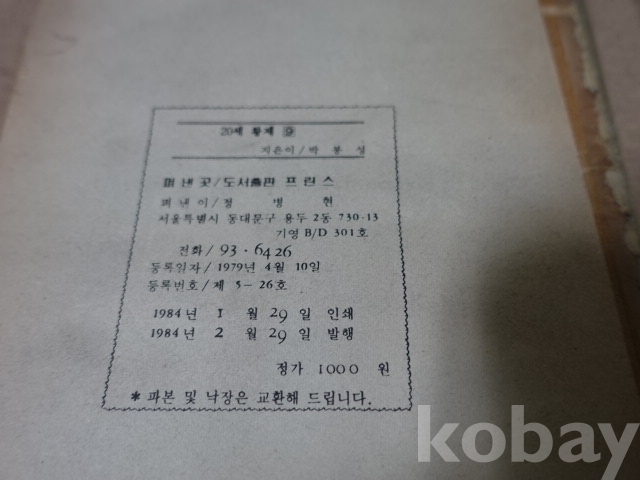 20세 황제
지은이/박 봉 성
펴 낸 곳/도서出판 프린스
펴 낸 이/정 병 현
서울특별시 동대문구 용두 2동 730-13
기영 B/D 301호
전화/93·6426
등록일자/1979년 4월 10일
등록번호/제 5-26호
1984년 1 월 29 일 인쇄
1984년 2 월 29 일 발행
정가 1000 원
* 파본 및 낙장은 교환해 드립니다.
kobay